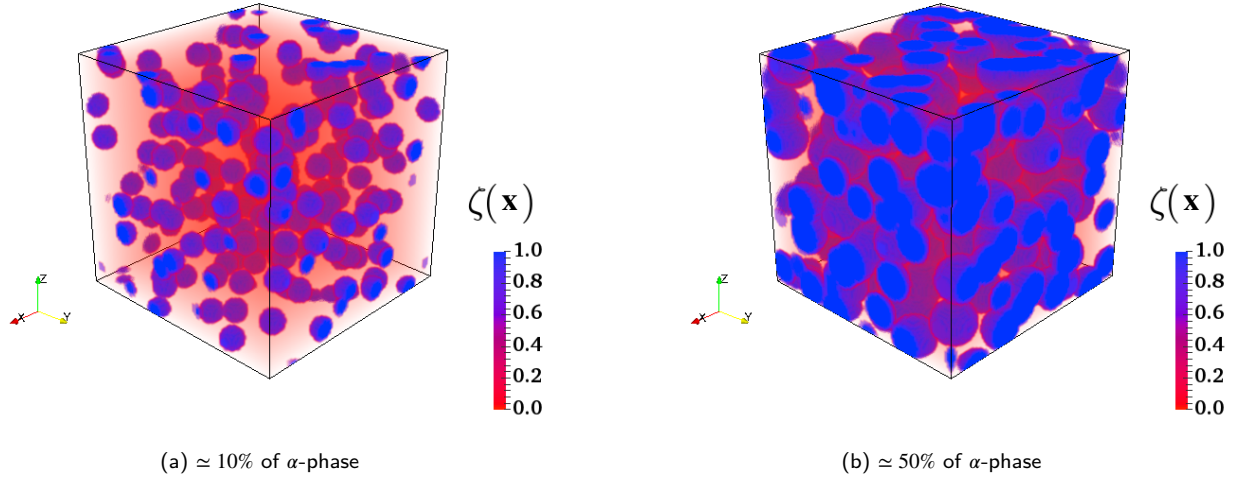 Z
X
Y
ζ(x)
1.0
0.8
0.6
0.4
0.2
0.0
(a) ≃ 10% of α-phase
Z
X
Y
ζ(x)
1.0
0.8
0.6
0.4
0.2
0.0
(b) ≃ 50% of α-phase